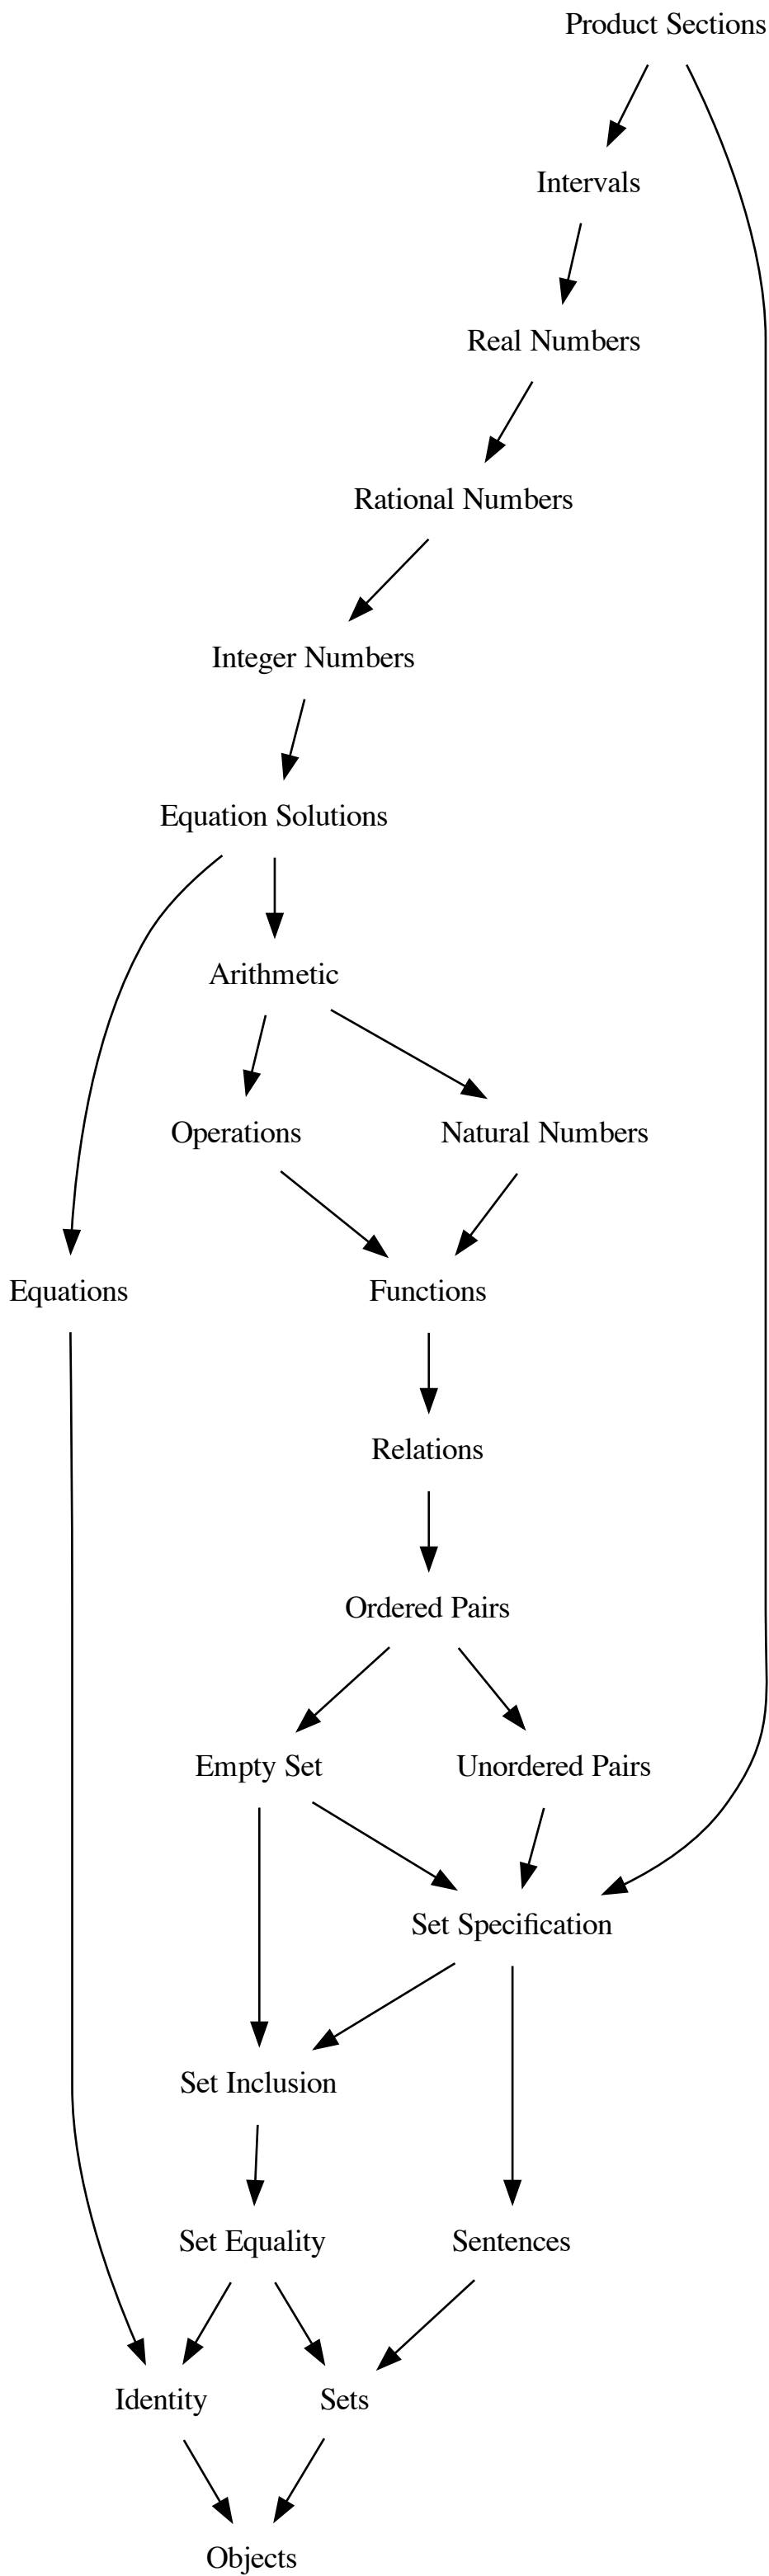 Product Sections
Intervals
Real Numbers
Rational Numbers
Integer Numbers
Equation Solutions
Arithmetic
Operations
Natural Numbers
Equations
Functions
Relations
Ordered Pairs
Empty Set
Unordered Pairs
Set Specification
Set Inclusion
Set Equality
Sentences
Identity
Sets
Objects